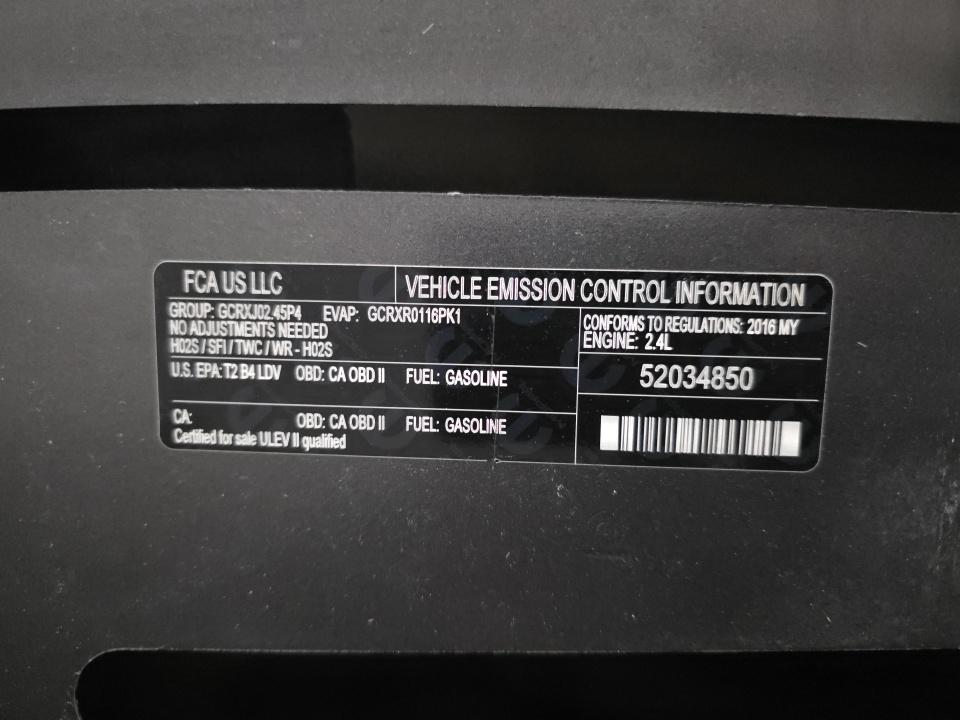 FCA US LLC
VEHICLE EMISSION CONTROL INFORMATION
GROUP: GCRXJ02.45P4 EVAP: GCRXR0116PK1
NO ADJUSTMENTS NEEDED
H02S / SFI / TWC / WR - H02S
CONFORMS TO REGULATIONS: 2016 MY
ENGINE: 2.4L
U.S. EPA: T2 B4 LDV OBD: CA OBD II FUEL: GASOLINE
52034850
CA: OBD: CA OBD II FUEL: GASOLINE
Certified for sale ULEV II qualified